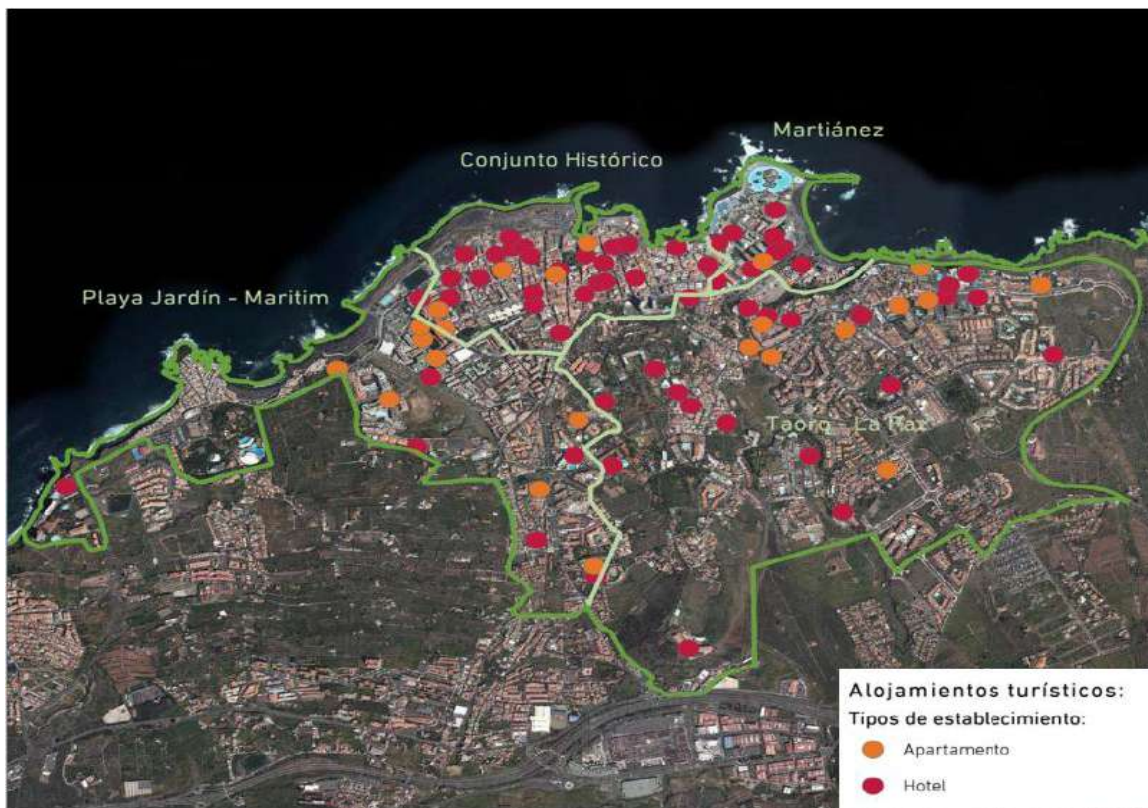 Martiánez
Conjunto Histórico
Playa Jardín - Maritim
Taoro - La Paz
Alojamientos turísticos:
Tipos de establecimiento:
Apartamento
Hotel